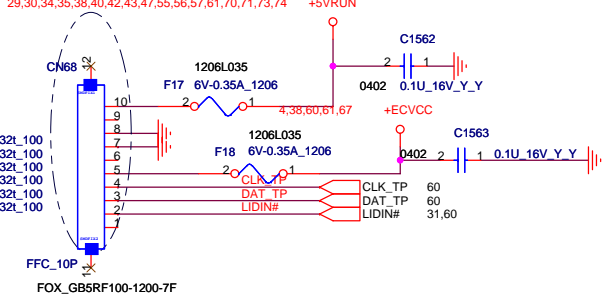 29,30,34,35,38,40,42,43,47,55,56,57,61,70,71,73,74
+5VRUN
CN68
12
1206L035
F17 6V-0.35A_1206
2 1
C1562
2 1
0402 0.1U_16V_Y_Y
10
9
8
7
6
5
4
3
2
1
4,38,60,61,67
+ECVCC
1206L035
F18 6V-0.35A_1206
2 1
0402
C1563
2 1
0.1U_16V_Y_Y
32t_100
32t_100
32t_100
32t_100
32t_100
32t_100
CLK_TP
DAT_TP
LIDIN#
CLK_TP 60
DAT_TP 60
LIDIN# 31,60
FFC_10P
11
FOX_GB5RF100-1200-7F